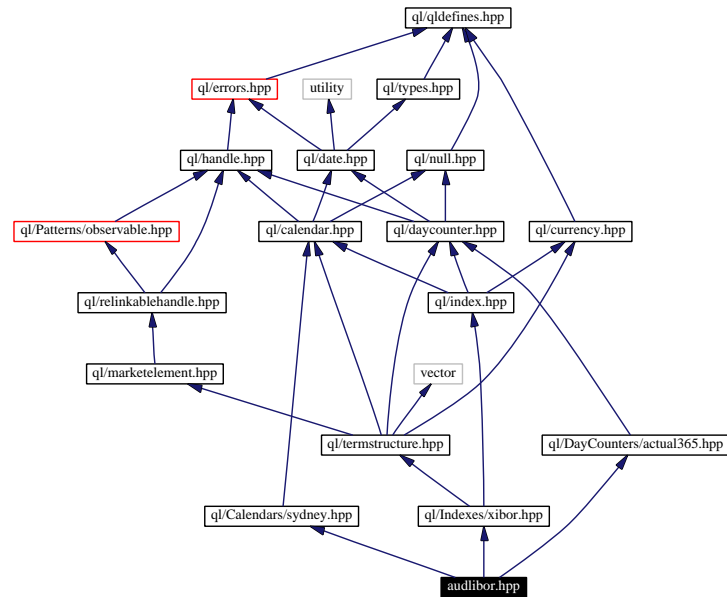 ql/qldefines.hpp
ql/errors.hpp
utility
ql/types.hpp
ql/handle.hpp
ql/date.hpp
ql/null.hpp
ql/Patterns/observable.hpp
ql/calendar.hpp
ql/daycounter.hpp
ql/currency.hpp
ql/relinkablehandle.hpp
ql/index.hpp
ql/marketelement.hpp
vector
ql/termstructure.hpp
ql/DayCounters/actual365.hpp
ql/Calendars/sydney.hpp
ql/Indexes/xibor.hpp
audlibor.hpp